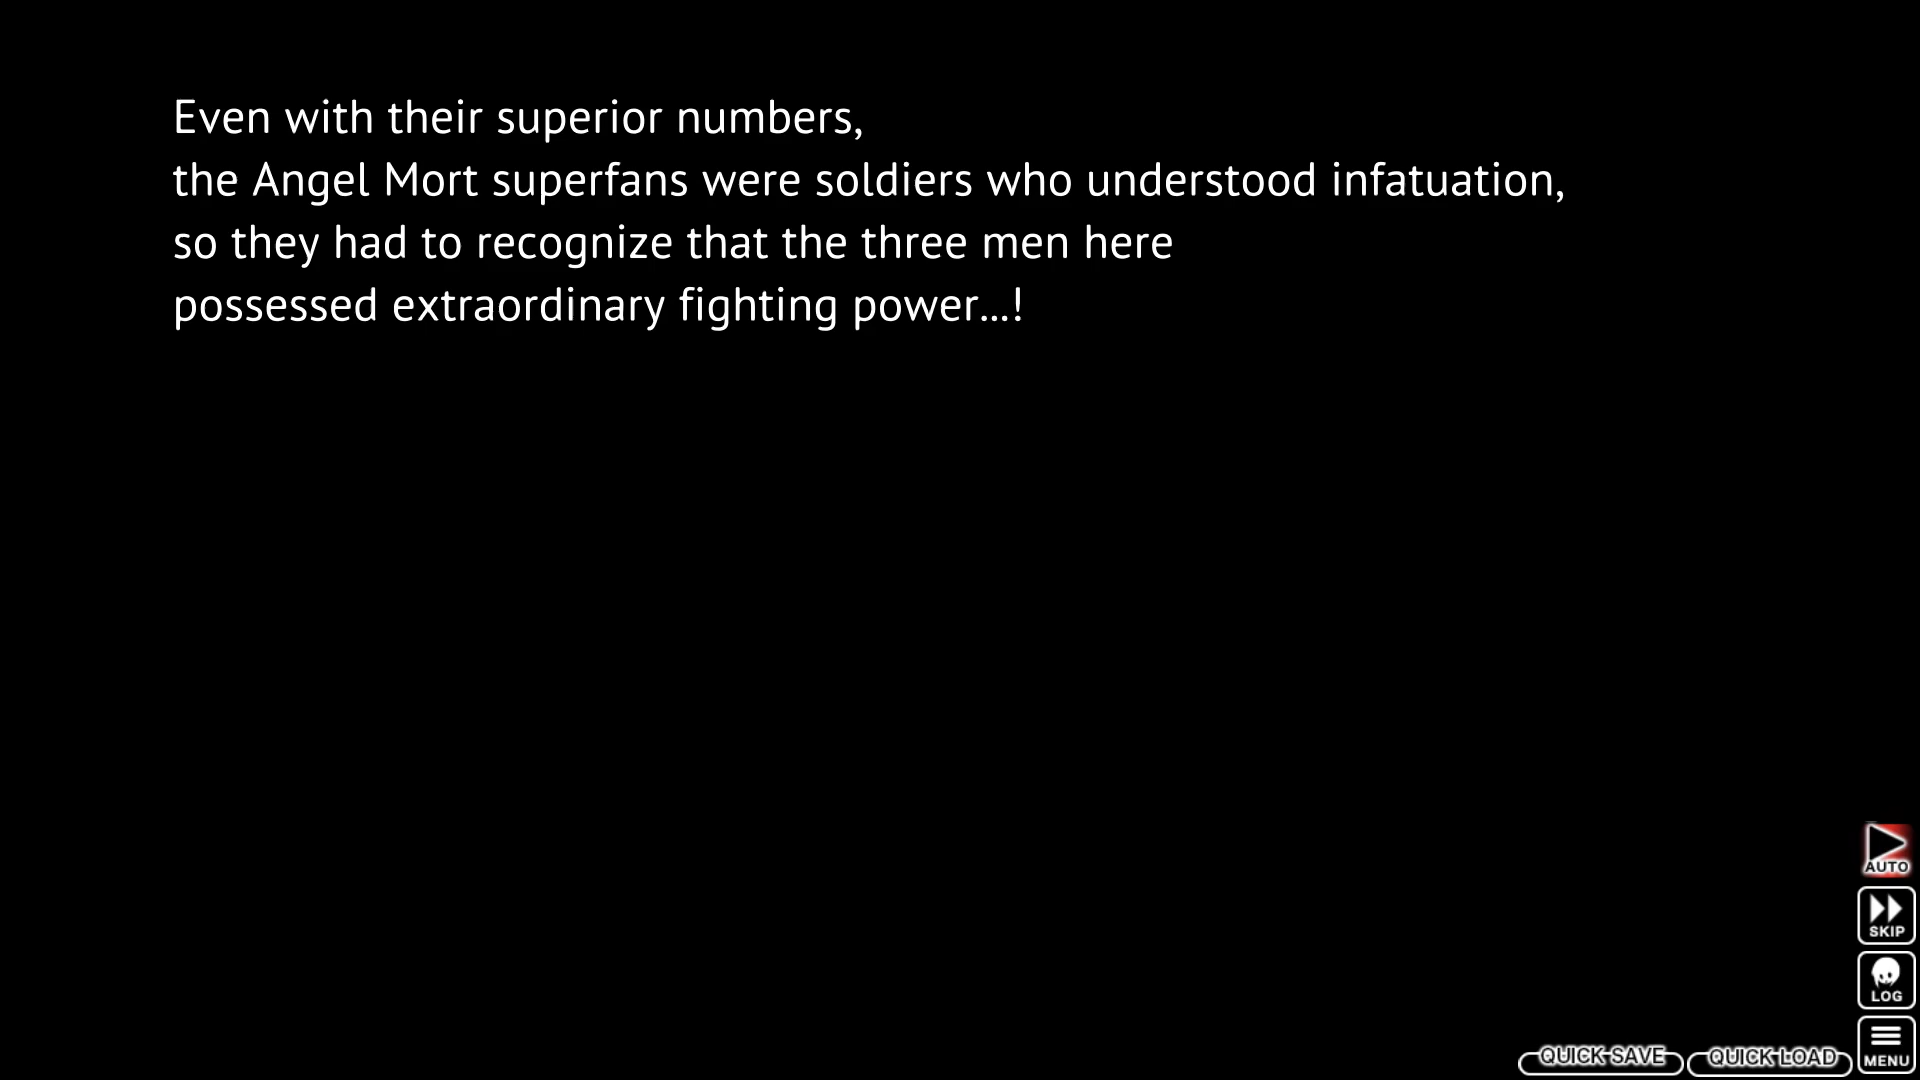 Even with their superior numbers,
the Angel Mort superfans were soldiers who understood infatuation,
so they had to recognize that the three men here
possessed extraordinary fighting power...!
AUTO
SKIP
LOG
MENU
QUICK SAVE
QUICK LOAD